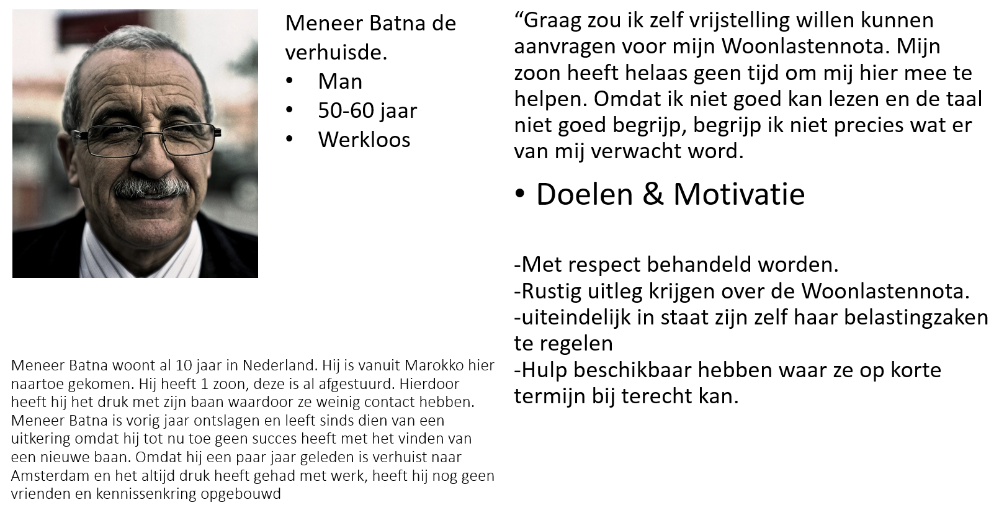 Meneer Batna de
verhuisde.
• Man
• 50-60 jaar
• Werkloos
“Graag zou ik zelf vrijstelling willen kunnen
aanvragen voor mijn Woonlastennota. Mijn
zoon heeft helaas geen tijd om mij hier mee te
helpen. Omdat ik niet goed kan lezen en de taal
niet goed begrijp, begrijp ik niet precies wat er
van mij verwacht word.
• Doelen & Motivatie
-Met respect behandeld worden.
-Rustig uitleg krijgen over de Woonlastennota.
-uiteindelijk in staat zijn zelf haar belastingzaken
te regelen
-Hulp beschikbaar hebben waar ze op korte
termijn bij terecht kan.
Meneer Batna woont al 10 jaar in Nederland. Hij is vanuit Marokko hier
naartoe gekomen. Hij heeft 1 zoon, deze is al afgestuurd. Hierdoor
heeft hij het druk met zijn baan waardoor ze weinig contact hebben.
Meneer Batna is vorig jaar ontslagen en leeft sinds dien van een
uitkering omdat hij tot nu toe geen succes heeft met het vinden van
een nieuwe baan. Omdat hij een paar jaar geleden is verhuist naar
Amsterdam en het altijd druk heeft gehad met werk, heeft hij nog geen
vrienden en kennissenkring opgebouwd